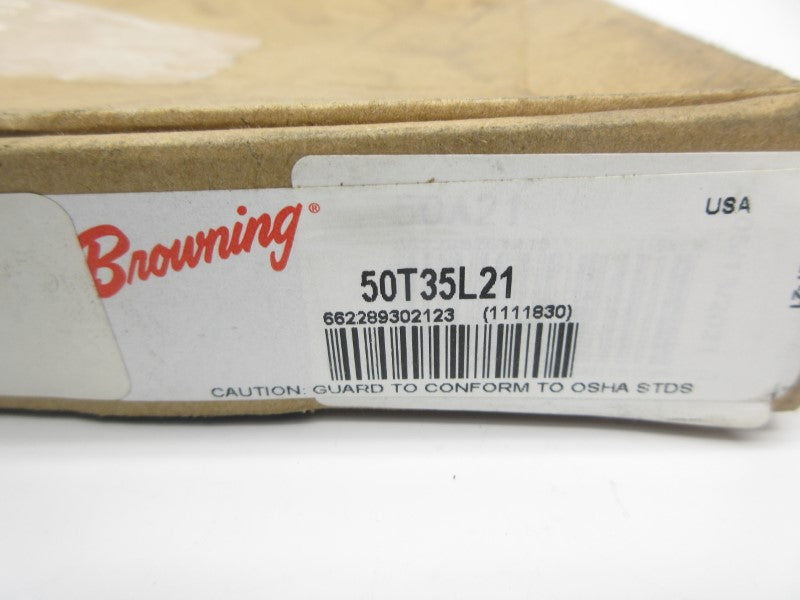 Browning®
USA
50T35L21
662289302123 (1111830)
CAUTION: GUARD TO CONFORM TO OSHA STDS